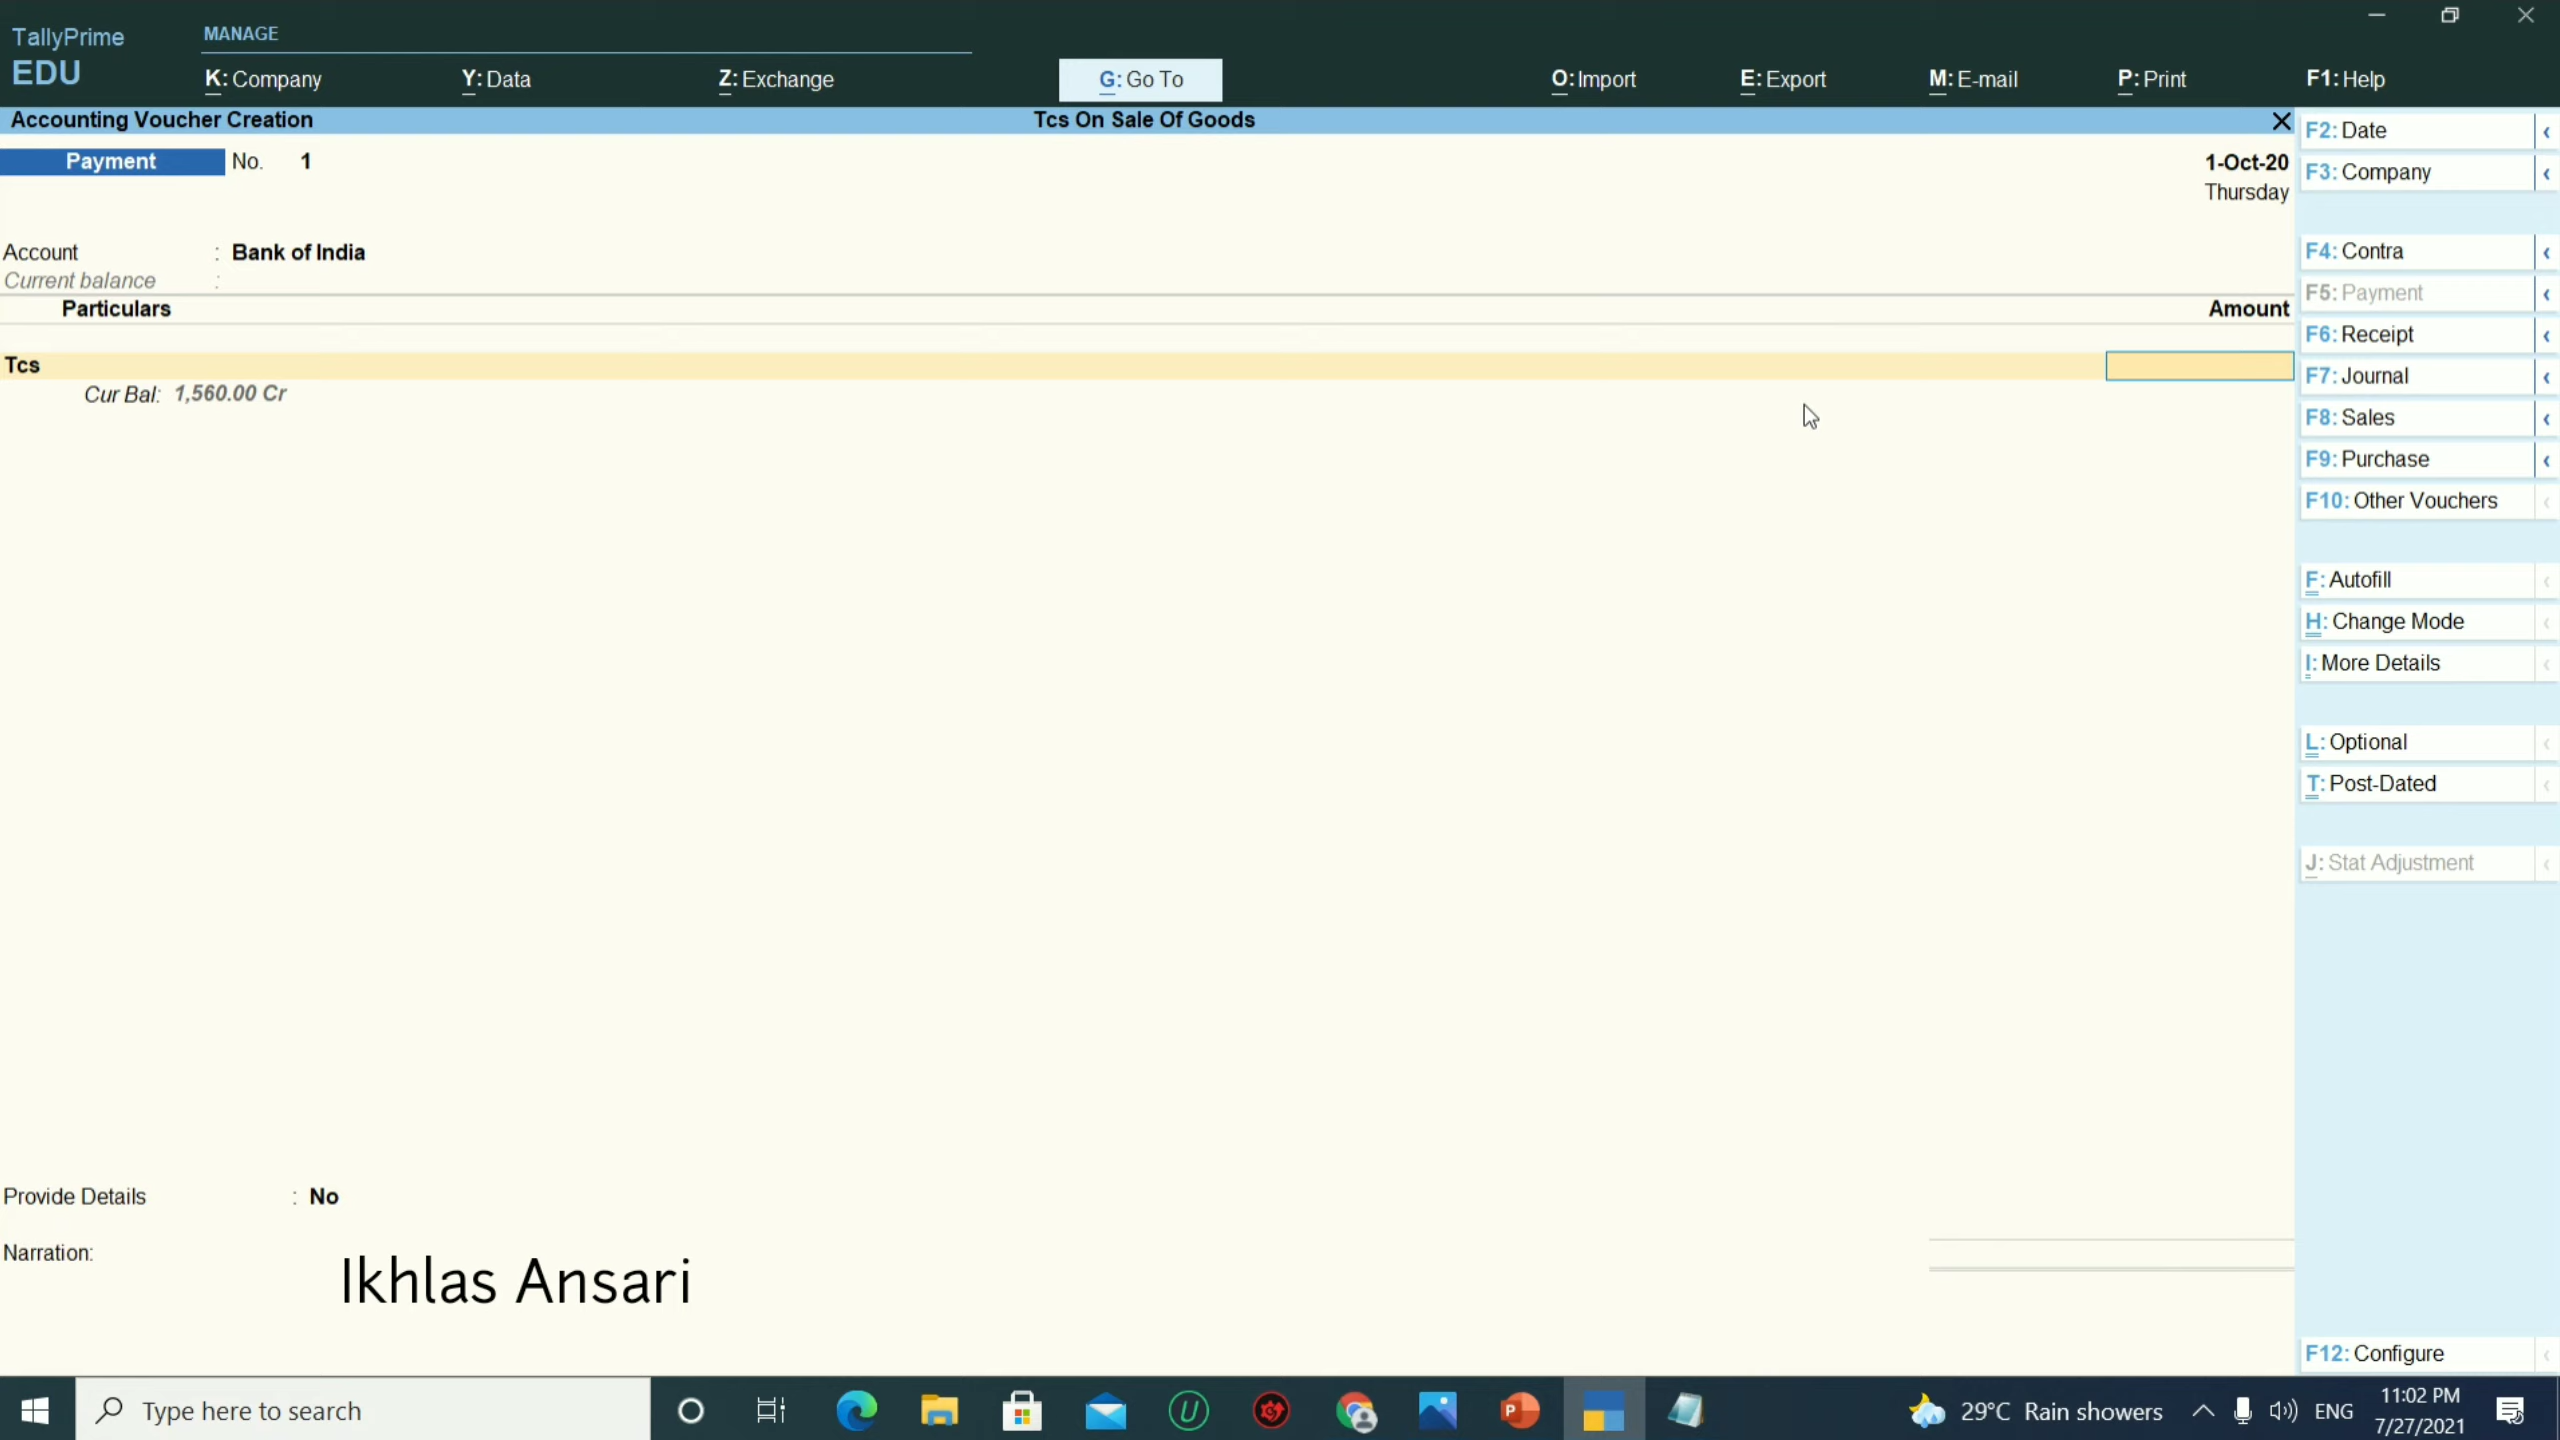 TallyPrime
EDU
MANAGE
K: Company
Y: Data
Z: Exchange
G: Go To
O: Import
E: Export
M: E-mail
P: Print
F1: Help
Accounting Voucher Creation
Tcs On Sale Of Goods
Payment No. 1
1-Oct-20
Thursday
Account : Bank of India
Current balance :
Particulars
Amount
Tcs
Cur Bal: 1,560.00 Cr
Provide Details : No
Narration:
Ikhlas Ansari
F2: Date
F3: Company
F4: Contra
F5: Payment
F6: Receipt
F7: Journal
F8: Sales
F9: Purchase
F10: Other Vouchers
F: Autofill
H: Change Mode
I: More Details
L: Optional
T: Post-Dated
J: Stat Adjustment
F12: Configure
Type here to search
29°C Rain showers
ENG
11:02 PM
7/27/2021